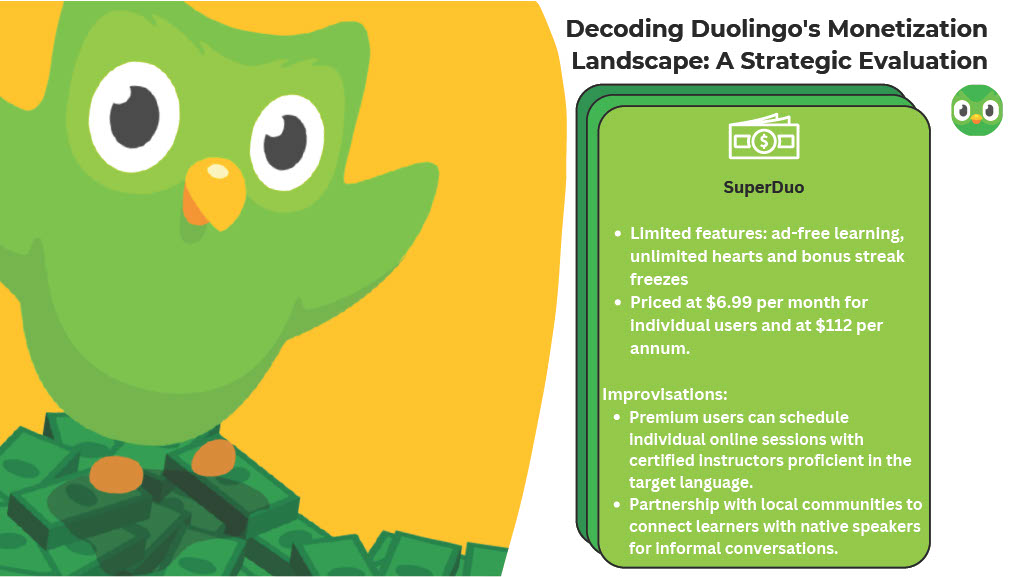 Decoding Duolingo's Monetization
Landscape: A Strategic Evaluation
$
SuperDuo
• Limited features: ad-free learning,
unlimited hearts and bonus streak
freezes
• Priced at $6.99 per month for
individual users and at $112 per
annum.
Improvisations:
• Premium users can schedule
individual online sessions with
certified instructors proficient in the
target language.
• Partnership with local communities to
connect learners with native speakers
for informal conversations.